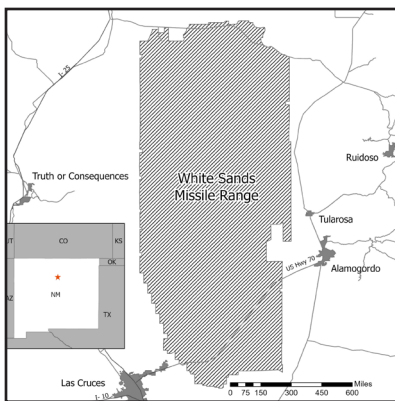 I- 25
White Sands
Missile Range
Truth or Consequences
Ruidoso
Tularosa
Alamogordo
US Hwy 70
UT
CO
KS
OK
AZ
NM
TX
Las Cruces
I- 10
0 75 150 300 450 600
Miles